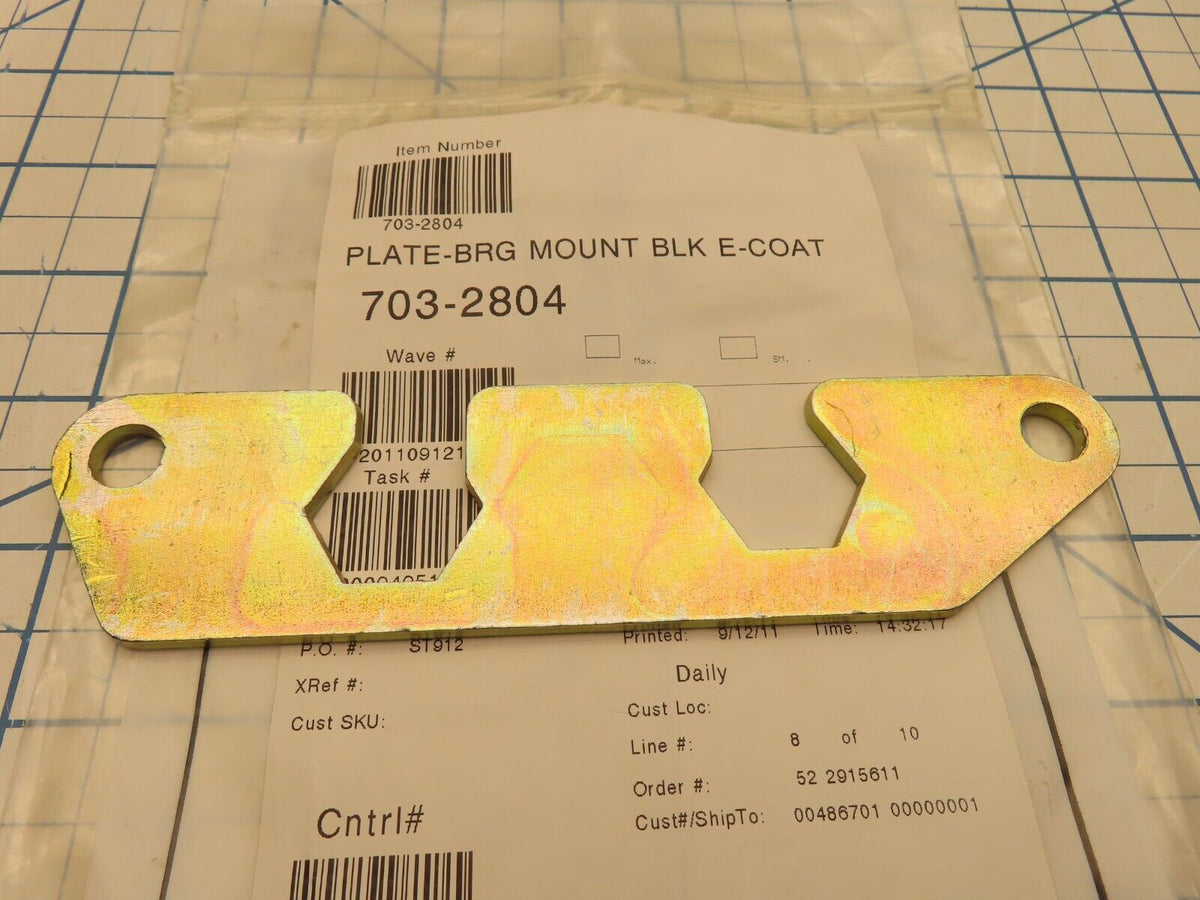 Item Number
703-2804
PLATE-BRG MOUNT BLK E-COAT
703-2804
Wave #
Max.
SM.
201109121
Task #
P.O. #: ST912
Printed: 9/12/11 Time: 14:32:17
XRef #:
Daily
Cust SKU:
Cust Loc:
Line #: 8 of 10
Order #: 52 2915611
Cust#/ShipTo: 00486701 00000001
Cntrl#